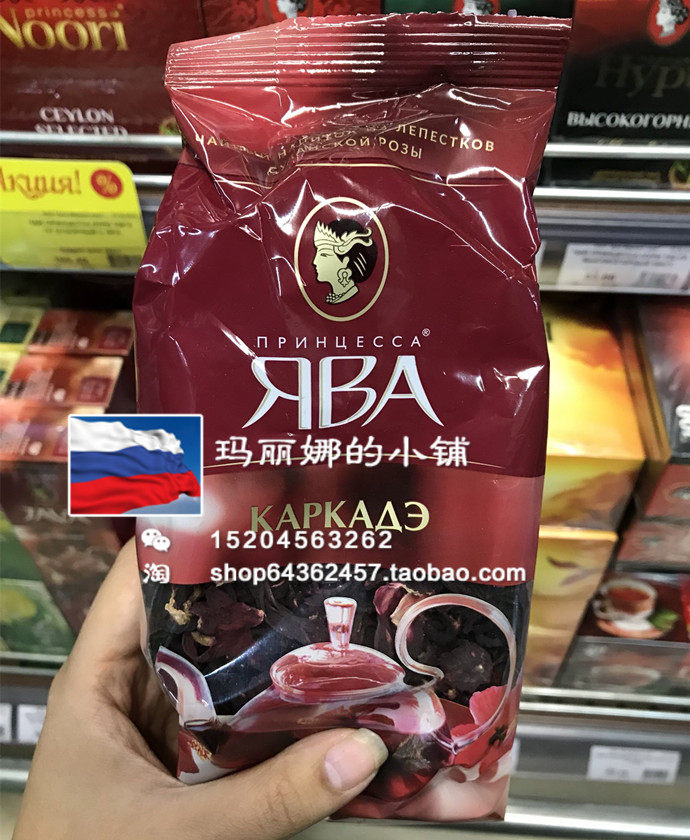 princess
Noori
CEYLON
SELECTED
ВЫСОКОГОРН
Акция! %
ЛЕПЕСТКОВ
РОЗЫ
ПРИНЦЕССА®
ЯВА
玛丽娜的小铺
КАРКАДЭ
15204563262
淘 shop64362457.taobao.com